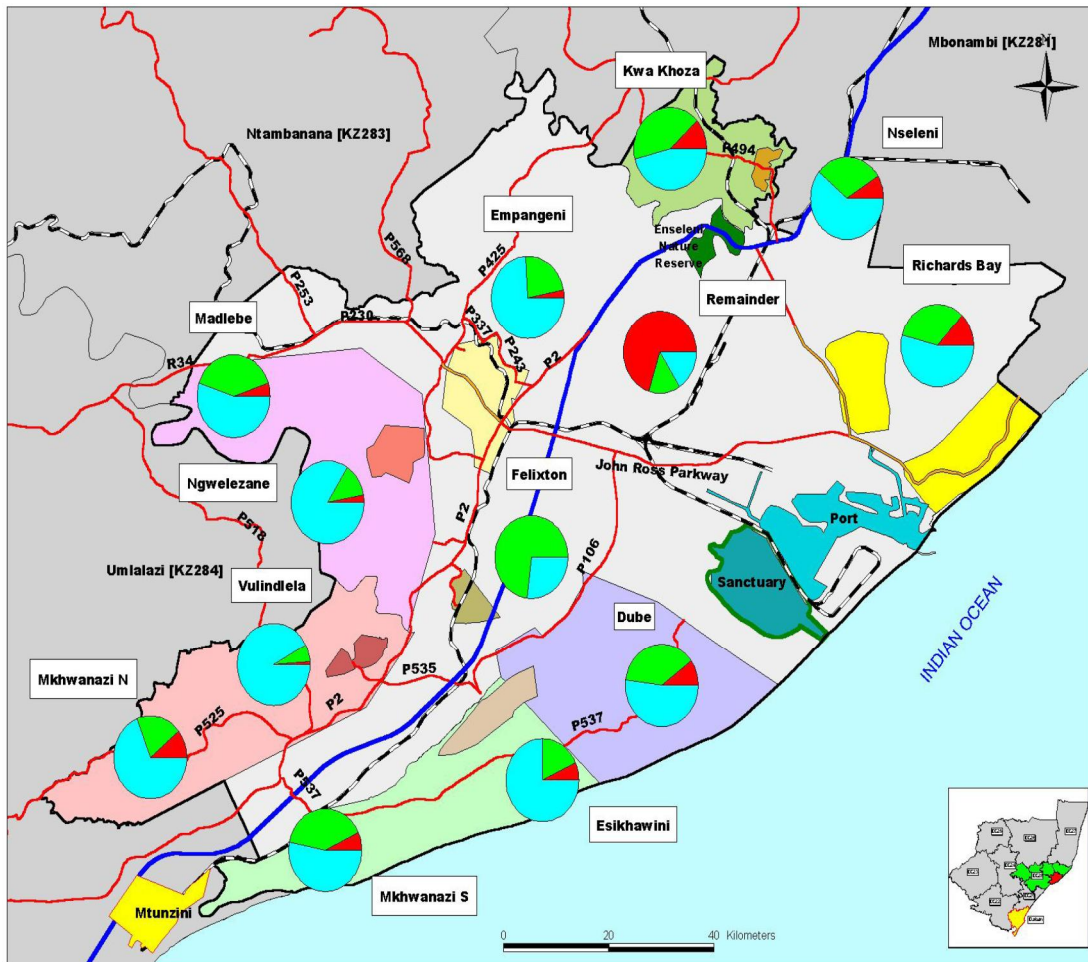 Mbonambi [KZ281]
N
Kwa Khoza
Ntambanana [KZ283]
Nseleni
P494
Empangeni
Enseleni
Nature
Reserve
P568
P425
Richards Bay
P253
Remainder
Madlebe
P230
P337
P243
P2
R34
John Ross Parkway
Ngwelezane
Felixton
P2
P518
Port
Umlalazi [KZ284]
P106
Vulindlela
Sanctuary
Dube
INDIAN OCEAN
Mkhwanazi N
P535
P525
P2
P537
P537
Esikhawini
Mkhwanazi S
Mtunzini
0 20 40 Kilometers